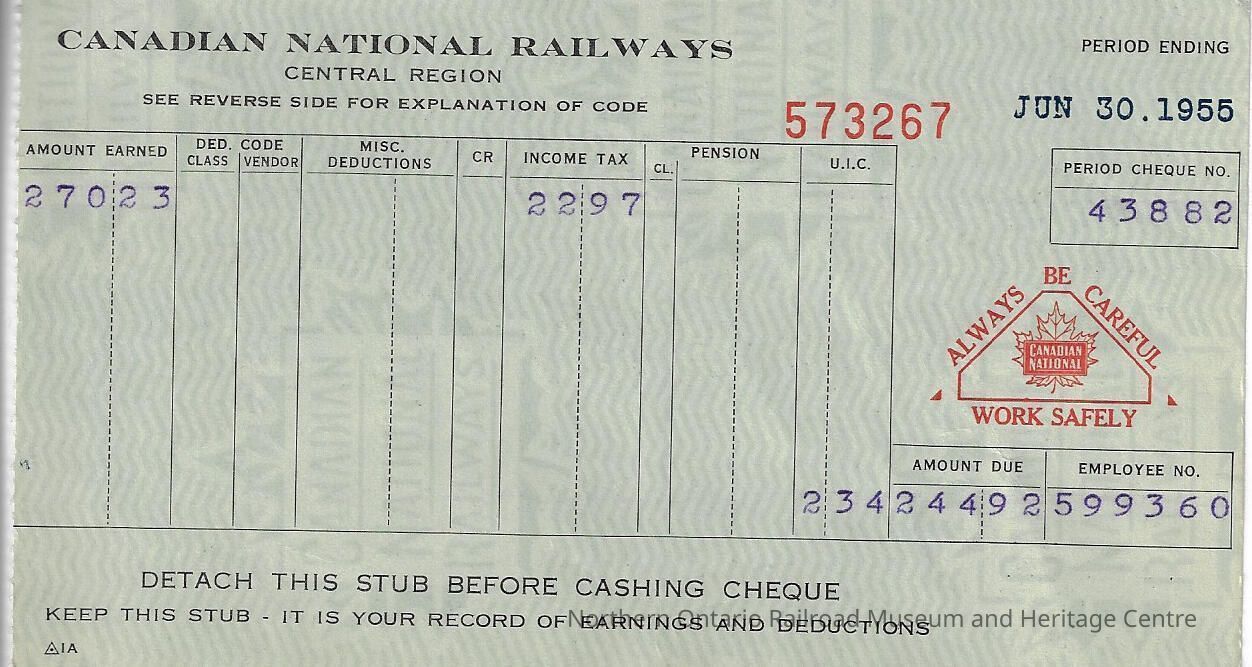 CANADIAN NATIONAL RAILWAYS
CENTRAL REGION
SEE REVERSE SIDE FOR EXPLANATION OF CODE
573267
PERIOD ENDING
JUN 30.1955
AMOUNT EARNED
DED. CODE
CLASS VENDOR
MISC.
DEDUCTIONS
CR
INCOME TAX
CL.
PENSION
U.I.C.
PERIOD CHEQUE NO.
27023
2297
43882
ALWAYS BE CAREFUL
CANADIAN
NATIONAL
WORK SAFELY
AMOUNT DUE
EMPLOYEE NO.
234
24492
599360
DETACH THIS STUB BEFORE CASHING CHEQUE
KEEP THIS STUB - IT IS YOUR RECORD OF EARNINGS AND DEDUCTIONS
Northern Ontario Railroad Museum and Heritage Centre
1A